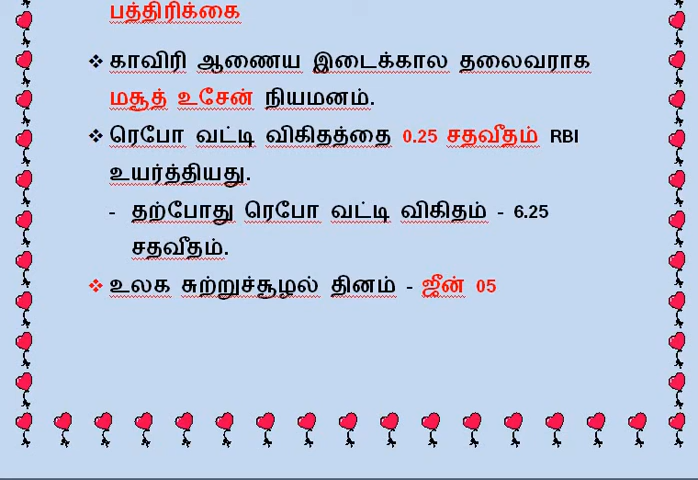 பத்திரிக்கை
❖ காவிரி ஆணைய இடைக்கால தலைவராக
மசூத் உசேன் நியமனம்.
❖ ரெபோ வட்டி விகிதத்தை 0.25 சதவீதம் RBI
உயர்த்தியது.
- தற்போது ரெபோ வட்டி விகிதம் - 6.25
சதவீதம்.
❖ உலக சுற்றுச்சூழல் தினம் - ஜீன் 05